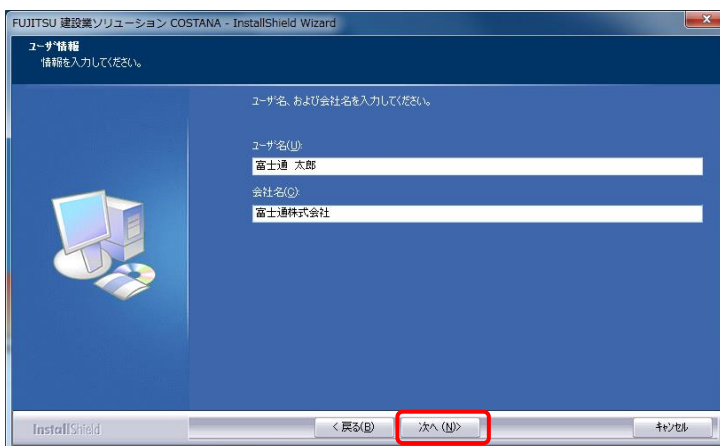 FUJITSU 建設業ソリューション COSTANA - InstallShield Wizard
ユーザ情報
情報を入力してください。
ユーザ名、および会社名を入力してください。
ユーザ名(U):
富士通 太郎
会社名(C):
富士通株式会社
InstallShield
< 戻る(B)
次へ (N)>
キャンセル